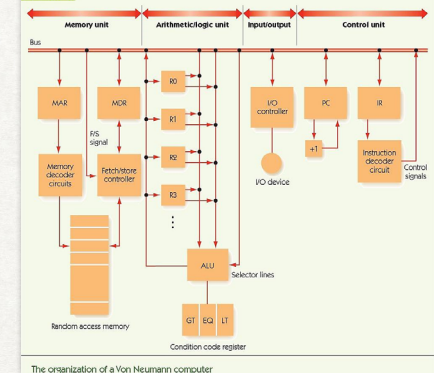 Memory unit
Arithmetic/logic unit
Input/output
Control unit
Bus
MAR
MDR
R0
I/O
controller
PC
IR
F/S
signal
R1
+1
Memory
decoder
circuits
Fetch/store
controller
R2
I/O device
Instruction
decoder
circuit
Control
signals
R3
ALU
Selector lines
Random access memory
GT
EQ
LT
Condition code register
The organization of a Von Neumann computer